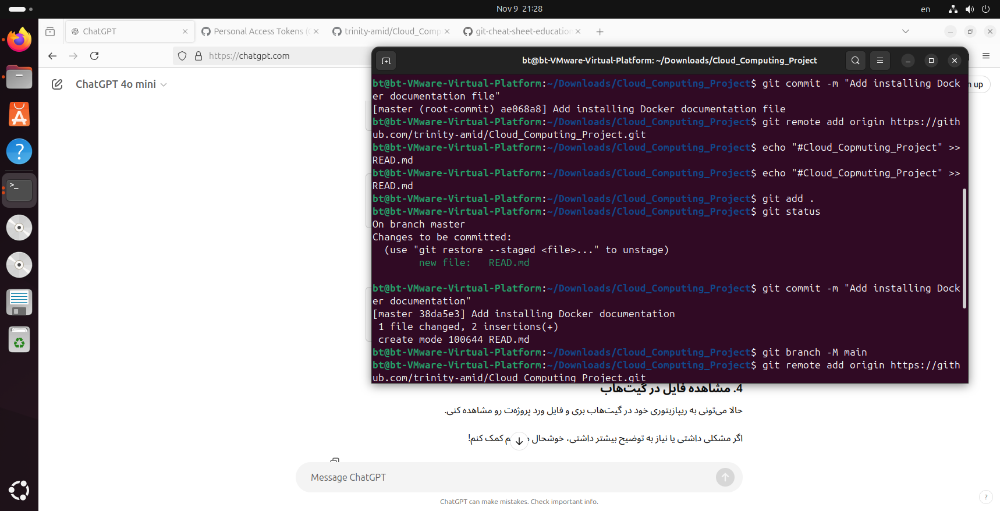 Nov 9 21:28
en
ChatGPT
Personal Access Tokens (
trinity-amid/Cloud_Comp
git-cheat-sheet-education
https://chatgpt.com
ChatGPT 4o mini
up
bt@bt-VMware-Virtual-Platform: ~/Downloads/Cloud_Computing_Project
bt@bt-VMware-Virtual-Platform:~/Downloads/Cloud_Computing_Project$ git commit -m "Add installing Dock
er documentation file"
[master (root-commit) ae068a8] Add installing Docker documentation file
bt@bt-VMware-Virtual-Platform:~/Downloads/Cloud_Computing_Project$ git remote add origin https://gith
ub.com/trinity-amid/Cloud_Computing_Project.git
bt@bt-VMware-Virtual-Platform:~/Downloads/Cloud_Computing_Project$ echo "#Cloud_Copmuting_Project" >>
READ.md
bt@bt-VMware-Virtual-Platform:~/Downloads/Cloud_Computing_Project$ echo "#Cloud_Copmuting_Project" >>
READ.md
bt@bt-VMware-Virtual-Platform:~/Downloads/Cloud_Computing_Project$ git add .
bt@bt-VMware-Virtual-Platform:~/Downloads/Cloud_Computing_Project$ git status
On branch master
Changes to be committed:
(use "git restore --staged <file>..." to unstage)
new file: READ.md
bt@bt-VMware-Virtual-Platform:~/Downloads/Cloud_Computing_Project$ git commit -m "Add installing Dock
er documentation"
[master 38da5e3] Add installing Docker documentation
1 file changed, 2 insertions(+)
create mode 100644 READ.md
bt@bt-VMware-Virtual-Platform:~/Downloads/Cloud_Computing_Project$ git branch -M main
bt@bt-VMware-Virtual-Platform:~/Downloads/Cloud_Computing_Project$ git remote add origin https://gith
ub.com/trinity-amid/Cloud_Computing_Project.git
4. مشاهده فایل در گیت‌هاب
حالا می‌تونی به ریپازیتوری خود در گیت‌هاب بری و فایل ورد پروژه‌ت رو مشاهده کنی.
اگر مشکلی داشتی یا نیاز به توضیح بیشتر داشتی، خوشحال کمک کنم!
Message ChatGPT
ChatGPT can make mistakes. Check important info.
?